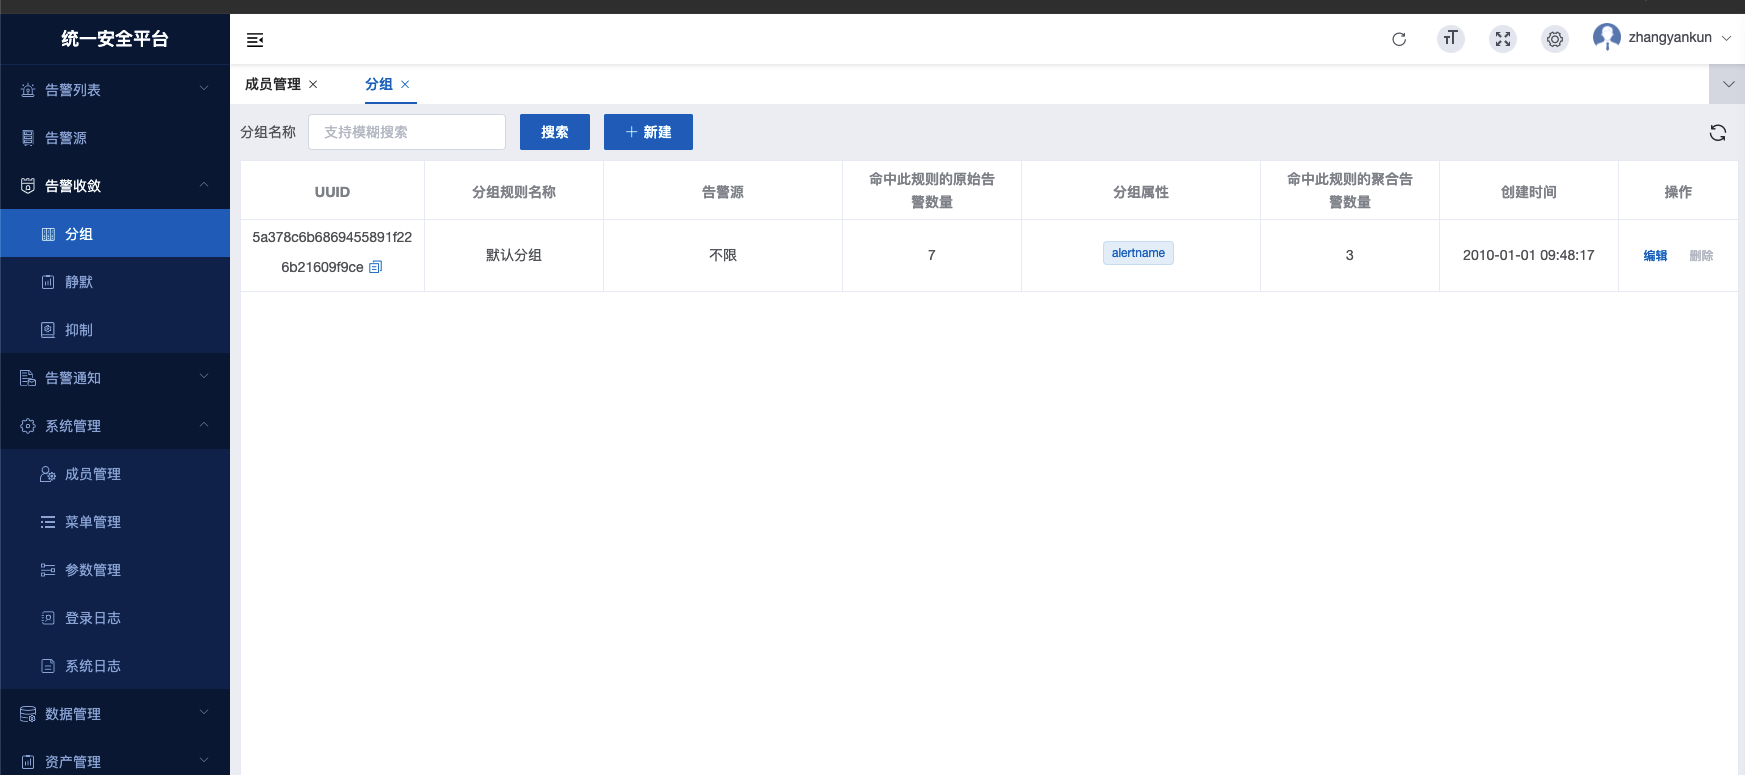 统一安全平台
zhangyankun
告警列表
告警源
告警收敛
分组
静默
抑制
告警通知
系统管理
成员管理
菜单管理
参数管理
登录日志
系统日志
数据管理
资产管理
成员管理
分组
分组名称
支持模糊搜索
搜索
新建
UUID
分组规则名称
告警源
命中此规则的原始告
警数量
分组属性
命中此规则的聚合告
警数量
创建时间
操作
5a378c6b6869455891f22
6b21609f9ce
默认分组
不限
7
alertname
3
2010-01-01 09:48:17
编辑
删除